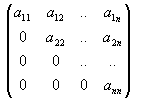 a₁₁ a₁₂ .. a₁ₙ
0 a₂₂ .. a₂ₙ
0 0 .. ..
0 0 0 aₙₙ